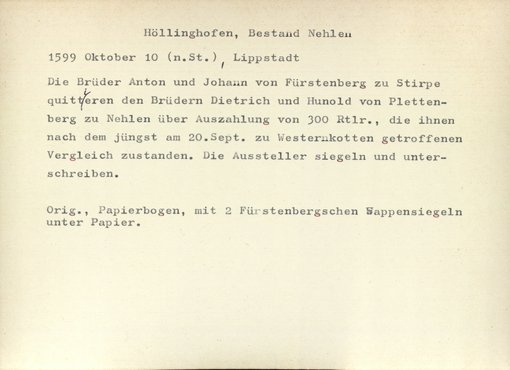 Höllinghofen, Bestand Nehlen
1599 Oktober 10 (n.St.), Lippstadt
Die Brüder Anton und Johann von Fürstenberg zu Stirpe
quittieren den Brüdern Dietrich und Hunold von Pletten-
berg zu Nehlen über Auszahlung von 300 Rtlr., die ihnen
nach dem jüngst am 20.Sept. zu Westernkotten getroffenen
Vergleich zustanden. Die Aussteller siegeln und unter-
schreiben.
Orig., Papierbogen, mit 2 Fürstenbergschen Wappensiegeln
unter Papier.